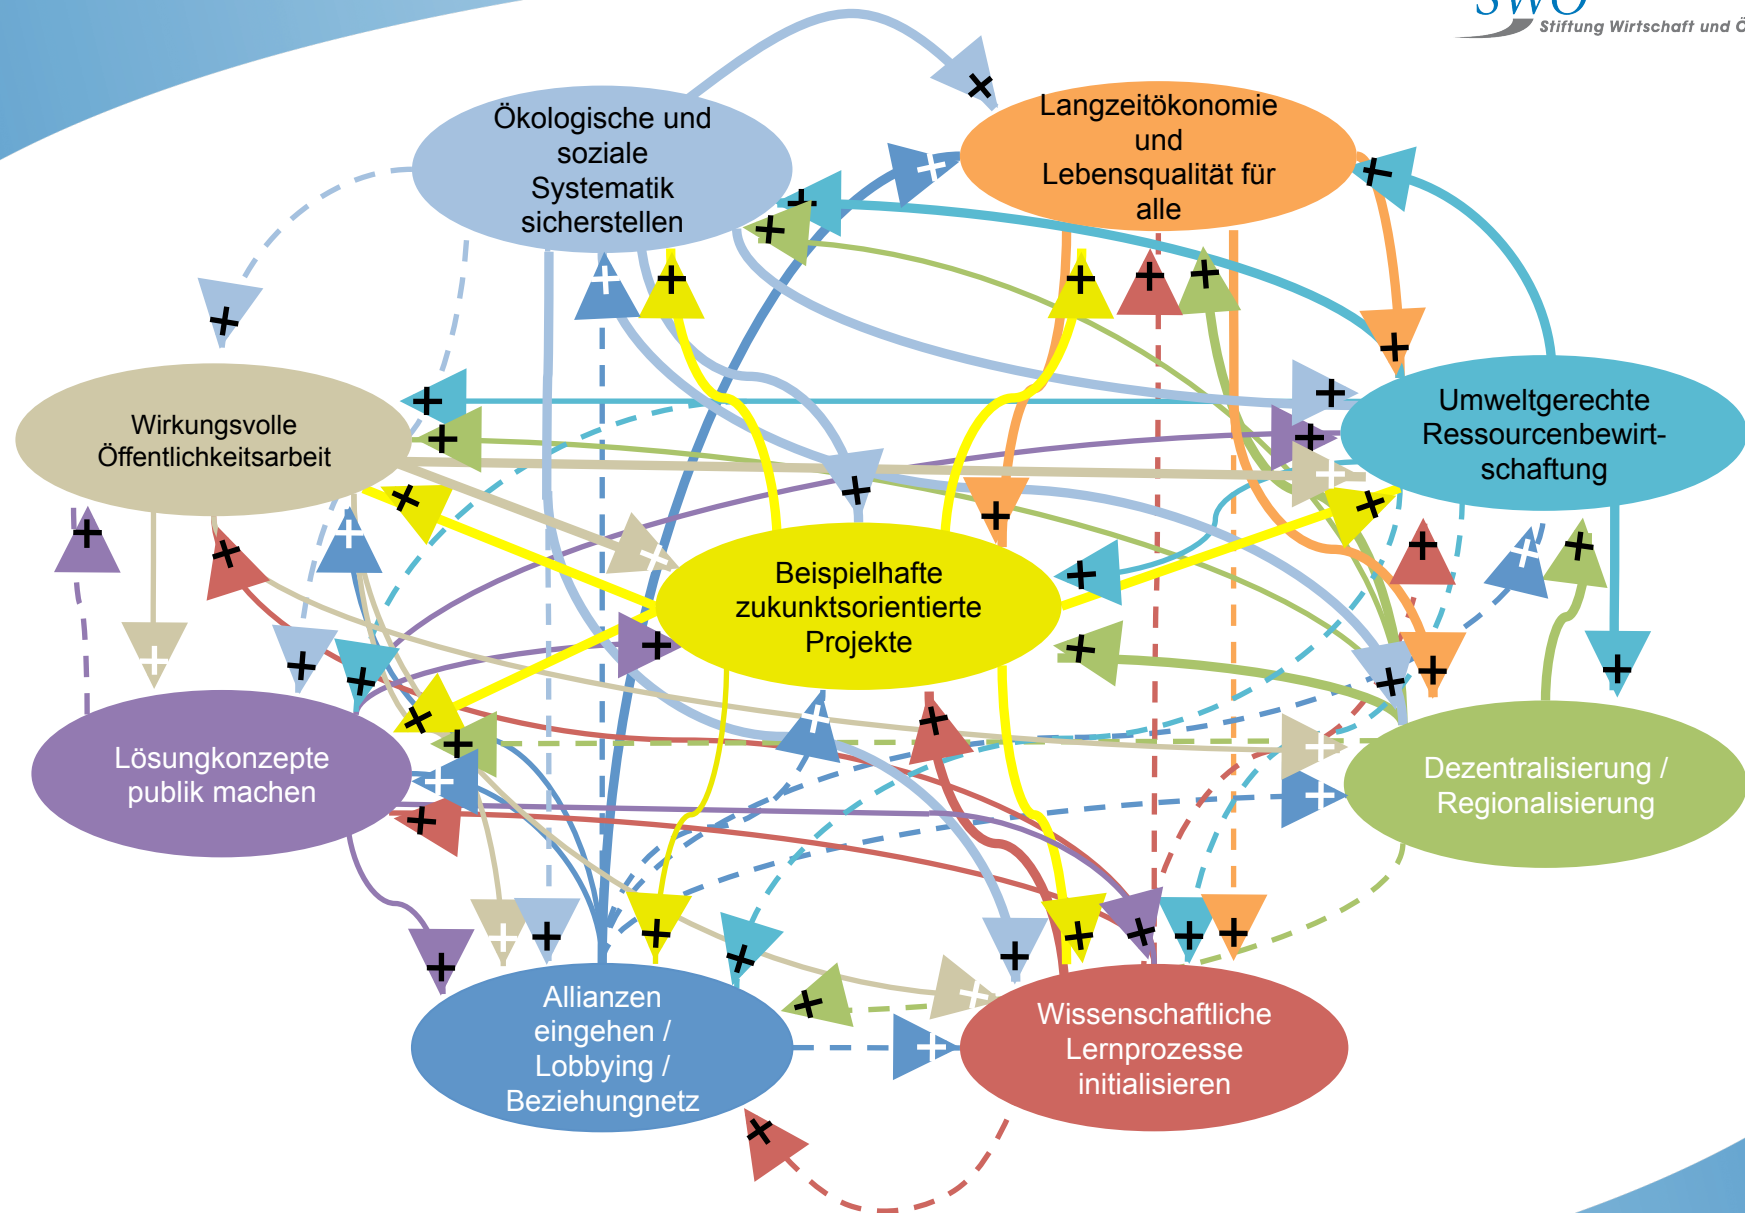 SWO
Stiftung Wirtschaft und Ö
Ökologische und
soziale
Systematik
sicherstellen
Langzeitökonomie
und
Lebensqualität für
alle
Wirkungsvolle
Öffentlichkeitsarbeit
Umweltgerechte
Ressourcenbewirt-
schaftung
Beispielhafte
zukunktsorientierte
Projekte
Lösungkonzepte
publik machen
Dezentralisierung /
Regionalisierung
Allianzen
eingehen /
Lobbying /
Beziehungnetz
Wissenschaftliche
Lernprozesse
initialisieren